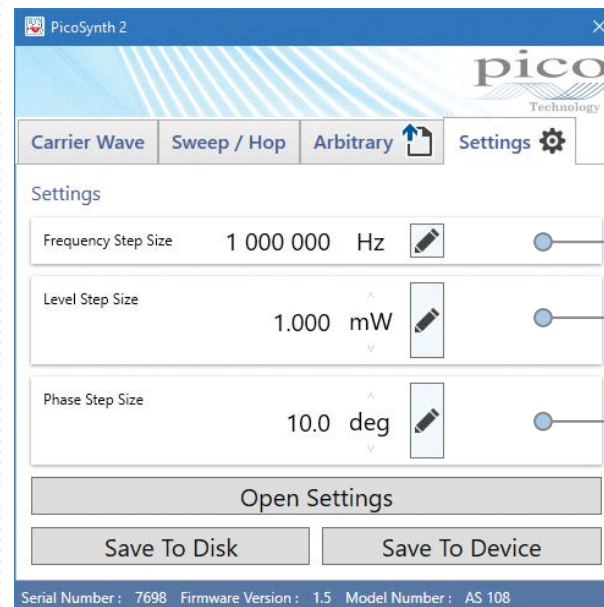 PicoSynth 2
pico
Technology
Carrier Wave Sweep / Hop Arbitrary Settings
Settings
Frequency Step Size 1 000 000 Hz
Level Step Size
1.000 mW
Phase Step Size
10.0 deg
Open Settings
Save To Disk Save To Device
Serial Number : 7698 Firmware Version : 1.5 Model Number : AS 108